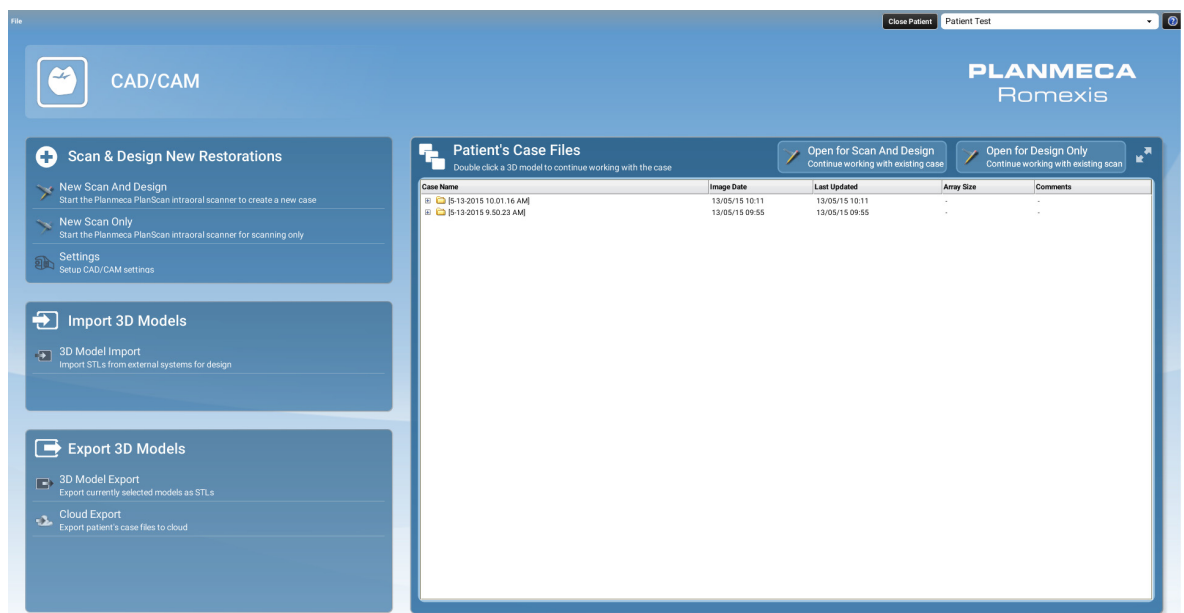 File
Close Patient
Patient Test
CAD/CAM
PLANMECA
Romexis
Scan & Design New Restorations
New Scan And Design
Start the Planmeca PlanScan intraoral scanner to create a new case
New Scan Only
Start the Planmeca PlanScan intraoral scanner for scanning only
Settings
Setup CAD/CAM settings
Import 3D Models
3D Model Import
Import STLs from external systems for design
Export 3D Models
3D Model Export
Export currently selected models as STLs
Cloud Export
Export patient's case files to cloud
Patient's Case Files
Double click a 3D model to continue working with the case
Open for Scan And Design
Continue working with existing case
Open for Design Only
Continue working with existing scan
Case Name Image Date Last Updated Array Size Comments
[5-13-2015 10.01.16 AM] 13/05/15 10:11 13/05/15 10:11 - -
[5-13-2015 9.50.23 AM] 13/05/15 09:55 13/05/15 09:55 - -